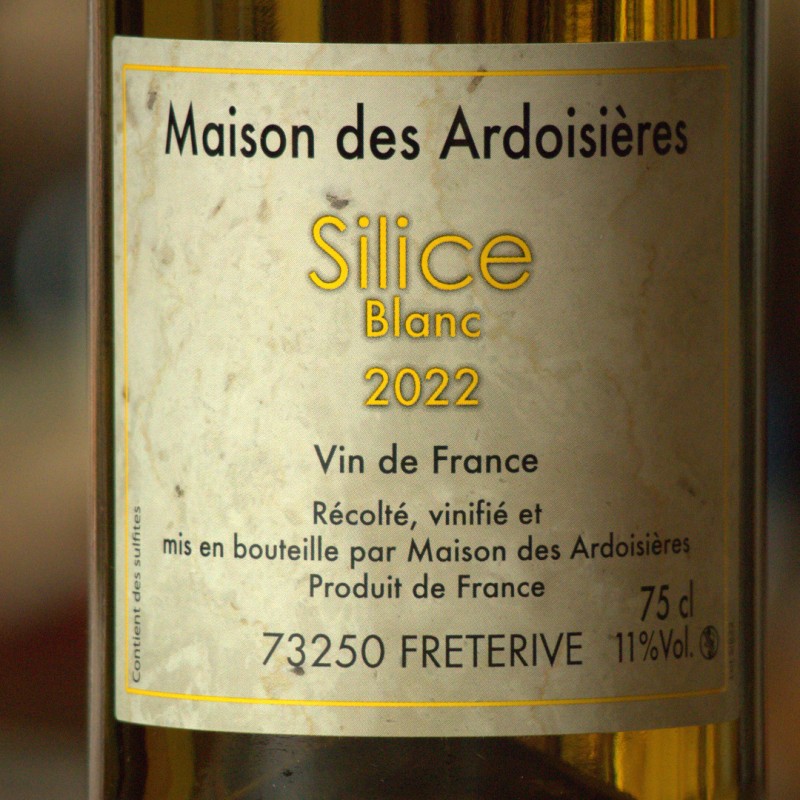 Maison des Ardoisières
Silice
Blanc
2022
Vin de France
Récolté, vinifié et
mis en bouteille par Maison des Ardoisières
Produit de France
75 cl
73250 FRETERIVE
11%Vol.
Contient des sulfites